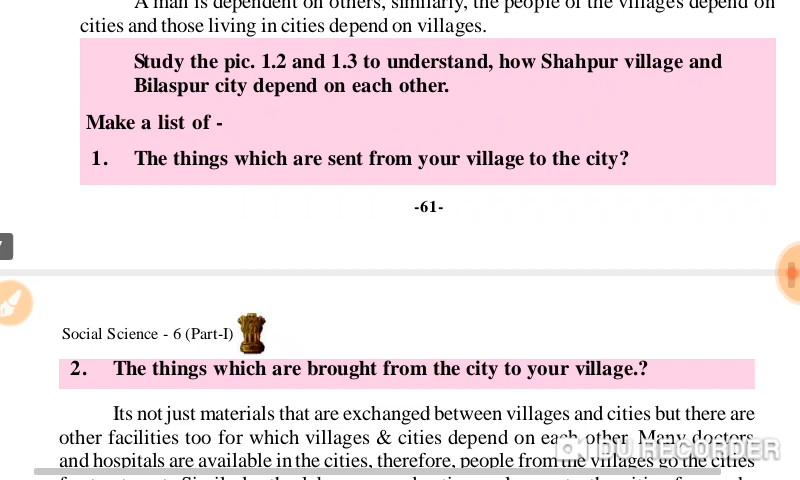 A man is dependent on others, similarly, the people of the villages depend on
cities and those living in cities depend on villages.
Study the pic. 1.2 and 1.3 to understand, how Shahpur village and
Bilaspur city depend on each other.
Make a list of -
1. The things which are sent from your village to the city?
-61-
Social Science - 6 (Part-I)
2. The things which are brought from the city to your village.?
Its not just materials that are exchanged between villages and cities but there are
other facilities too for which villages & cities depend on each other. Many doctors
and hospitals are available in the cities, therefore, people from the villages go the cities
DU RECORDER